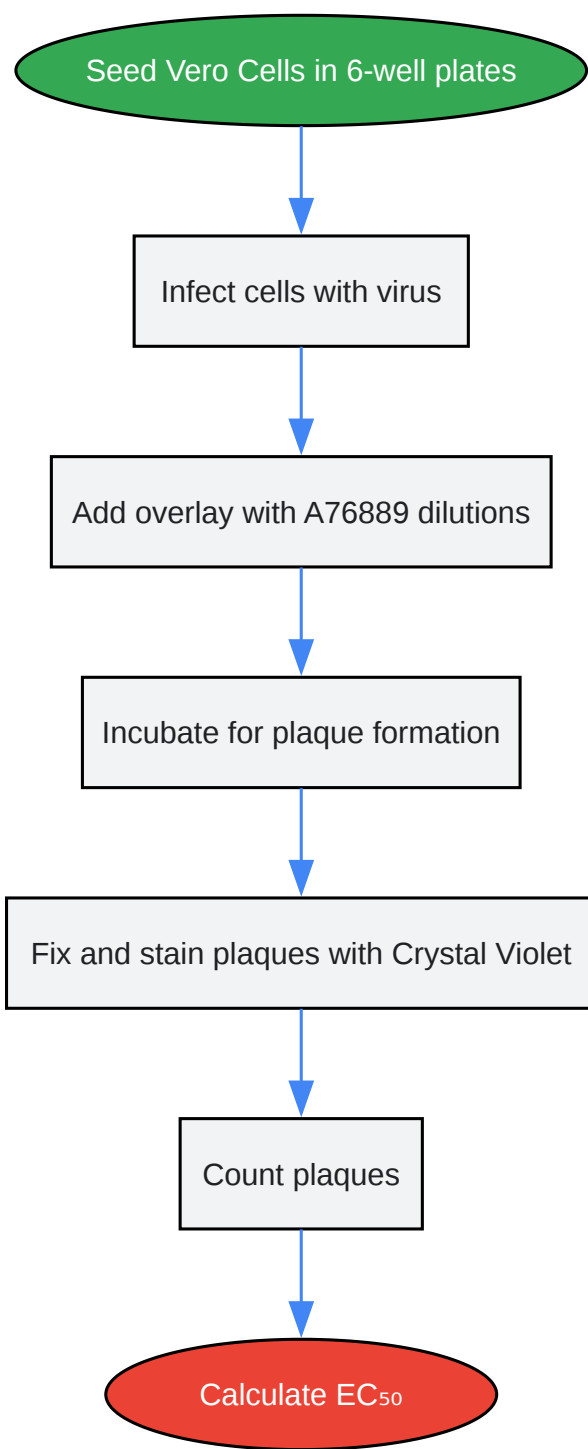 Seed Vero Cells in 6-well plates
Infect cells with virus
Add overlay with A76889 dilutions
Incubate for plaque formation
Fix and stain plaques with Crystal Violet
Count plaques
Calculate EC₅₀